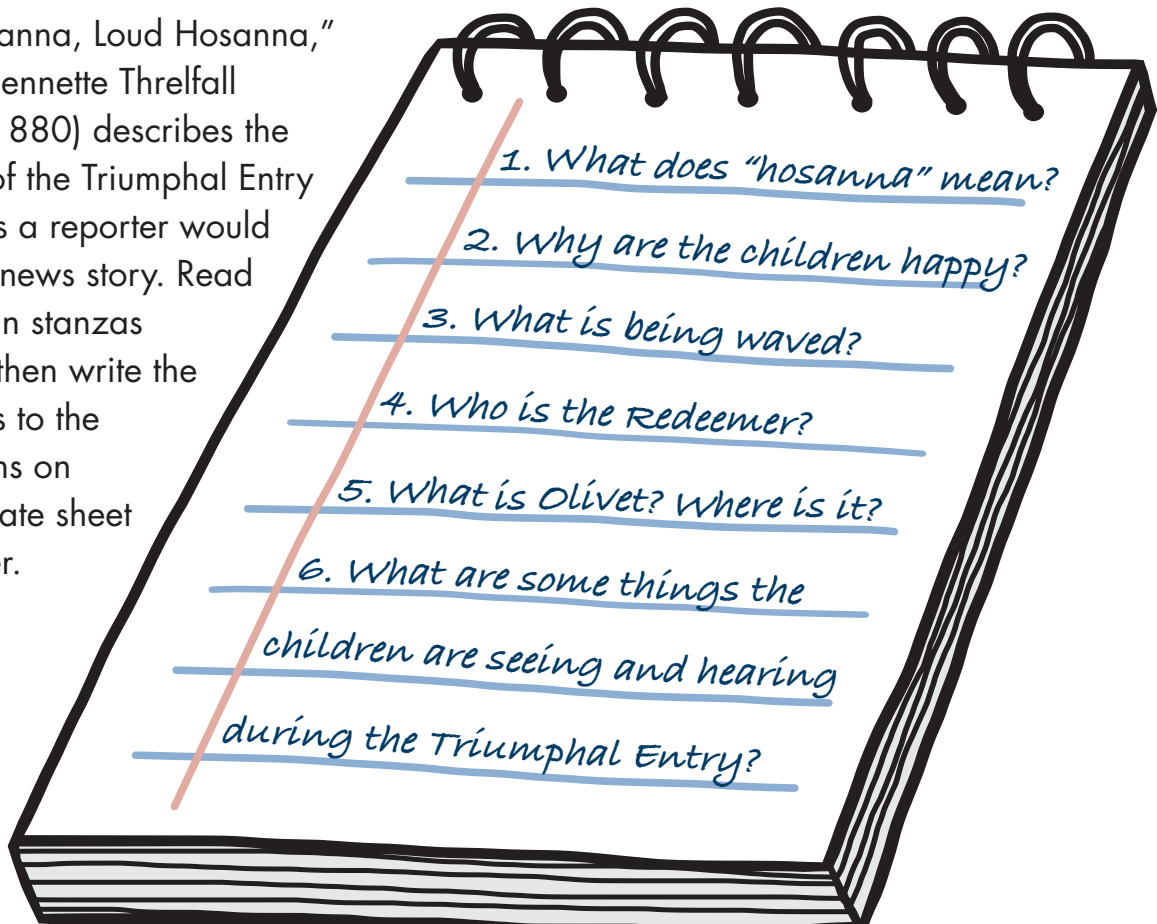 anna, Loud Hosanna,”
ennette Threlfall
880) describes the
of the Triumphal Entry
s a reporter would
news story. Read
in stanzas
then write the
s to the
ns on
ate sheet
r.
1. What does “hosanna” mean?
2. Why are the children happy?
3. What is being waved?
4. Who is the Redeemer?
5. What is Olivet? Where is it?
6. What are some things the
children are seeing and hearing
during the Triumphal Entry?